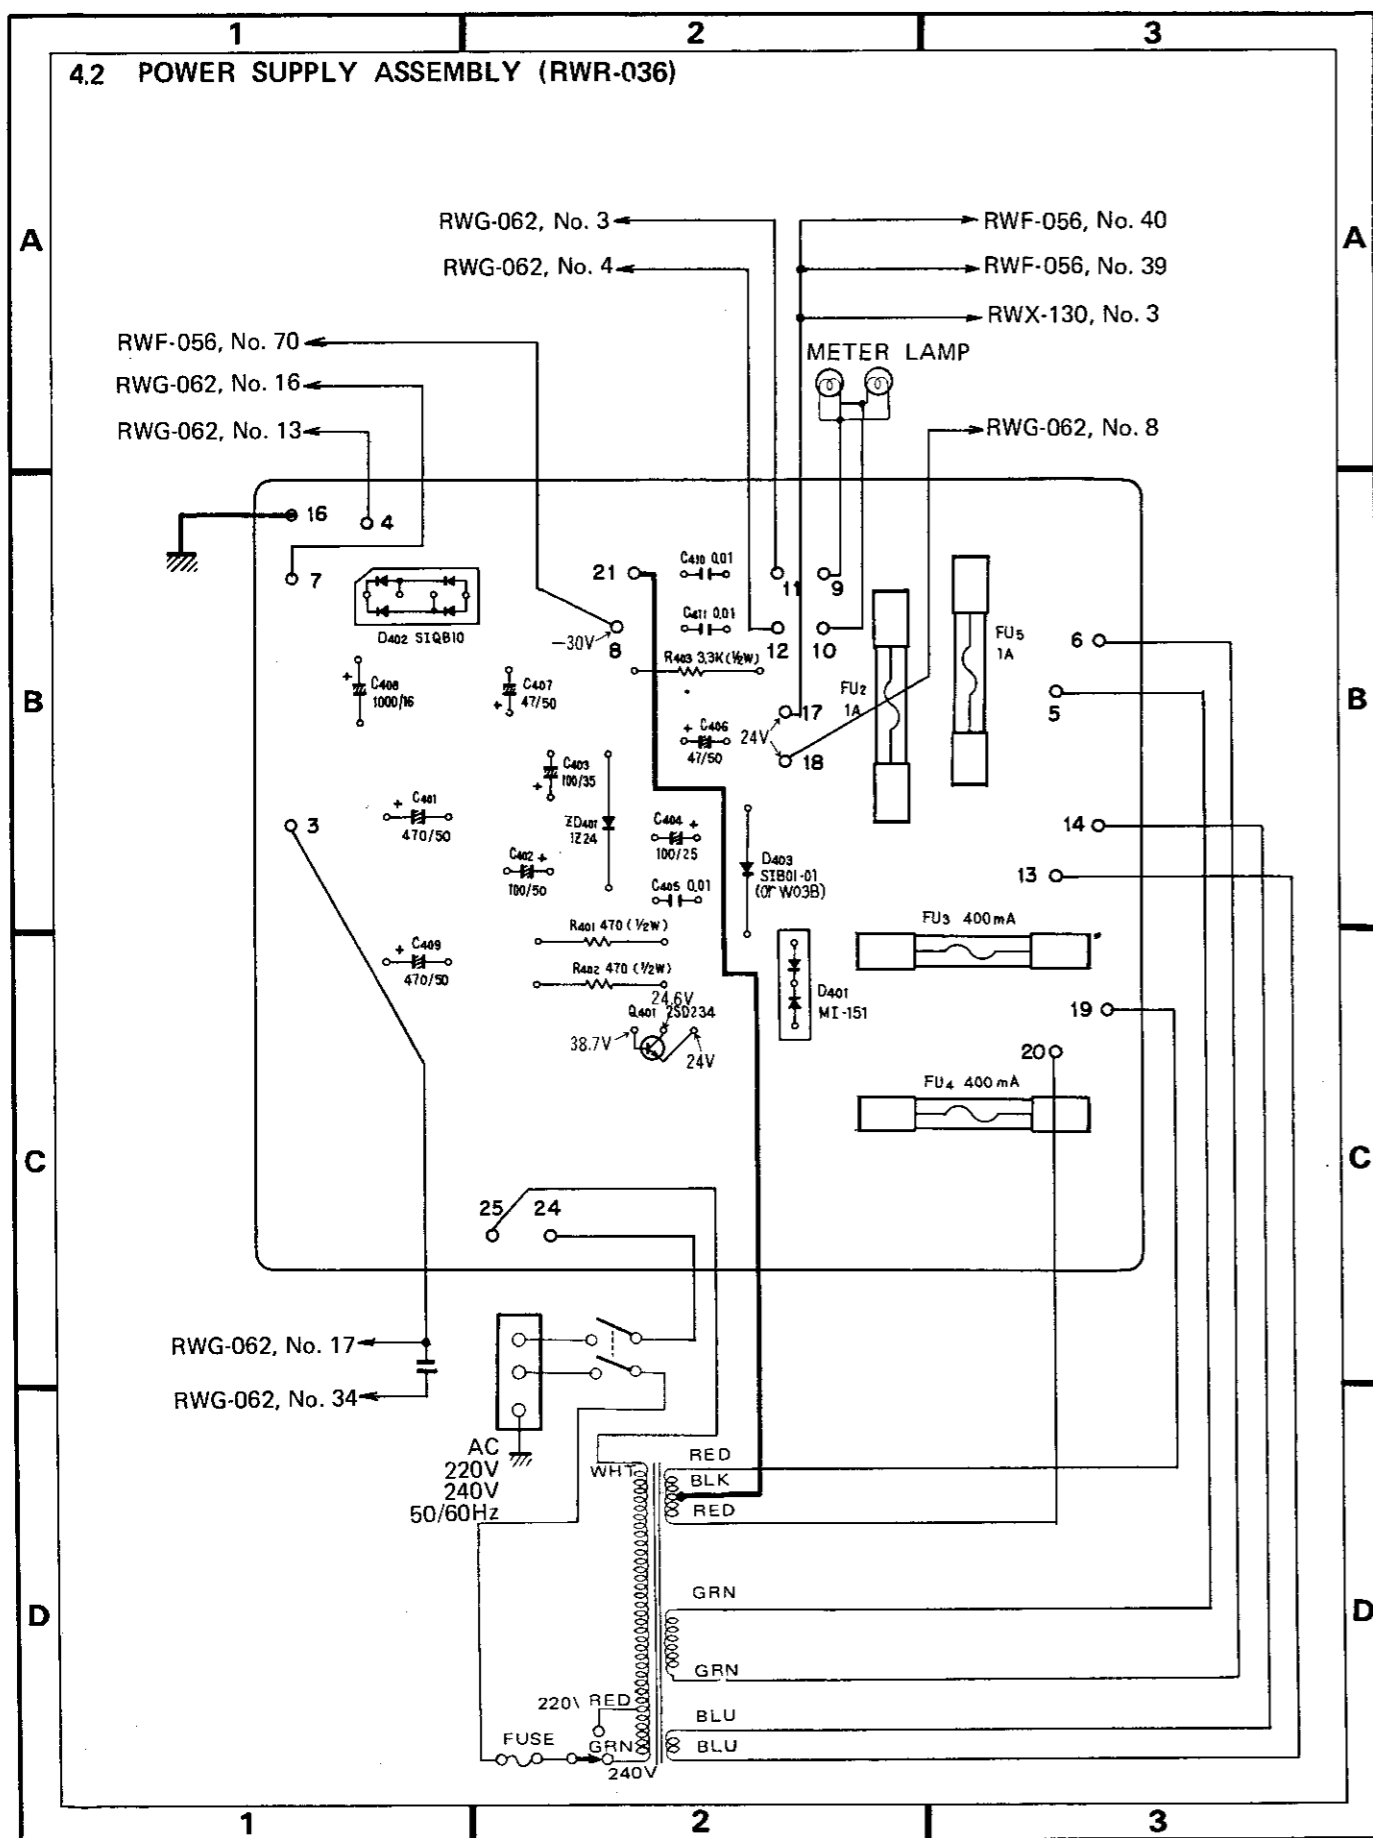 1 2 3
4.2 POWER SUPPLY ASSEMBLY (RWR-036)
A
A
RWG-062, No. 3
RWF-056, No. 40
RWG-062, No. 4
RWF-056, No. 39
RWX-130, No. 3
RWF-056, No. 70
METER LAMP
RWG-062, No. 16
RWG-062, No. 13
RWG-062, No. 8
16
4
7
21
C410 0.01
11
9
D402 SIQB10
C411 0.01
-30V
8
12
10
FU5
1A
6
R403 3.3K (½W)
B
B
C408
1000/16
C407
47/50
FU2
1A
5
17
C406
47/50
24V
18
C403
100/35
C401
470/50
3
ZD401
1Z24
C404
100/25
14
C402
100/50
D403
SIB01-01
(or W03B)
13
C405 0.01
R401 470 (½W)
FU3 400mA
C409
470/50
R402 470 (½W)
24.6V
D401
MI-151
Q401 2SD234
19
38.7V
24V
20
FU4 400mA
C
C
25 24
RWG-062, No. 17
RWG-062, No. 34
AC
220V
240V
50/60Hz
WHT
RED
BLK
RED
GRN
D
D
GRN
220V RED
BLU
FUSE
GRN
BLU
240V
1 2 3